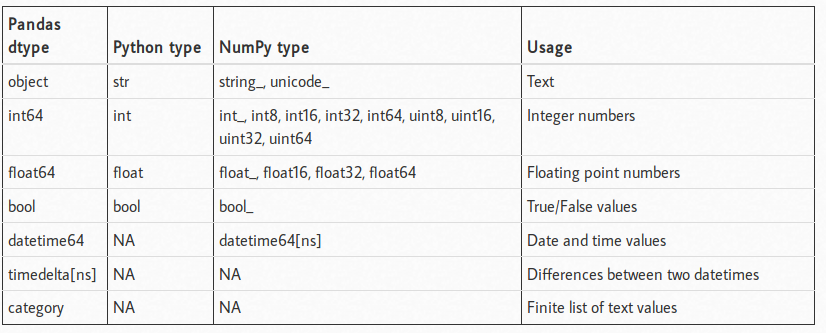 Pandas
dtype Python type NumPy type Usage
object str string_, unicode_ Text
int64 int int_, int8, int16, int32, int64, uint8, uint16, Integer numbers
uint32, uint64
float64 float float_, float16, float32, float64 Floating point numbers
bool bool bool_ True/False values
datetime64 NA datetime64[ns] Date and time values
timedelta[ns] NA NA Differences between two datetimes
category NA NA Finite list of text values